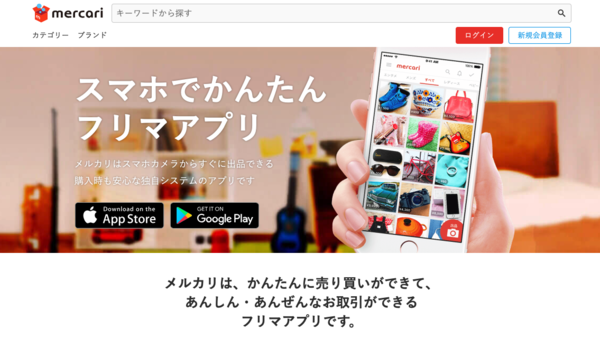 mercari
キーワードから探す
カテゴリー ブランド
ログイン
新規会員登録
スマホでかんたん
フリマアプリ
メルカリはスマホカメラからすぐに出品できる
購入時も安心な独自システムのアプリです
Download on the
App Store
GET IT ON
Google Play
mercari
すべて
メルカリは、かんたんに売り買いができて、
あんしん・あんぜんなお取引ができる
フリマアプリです。